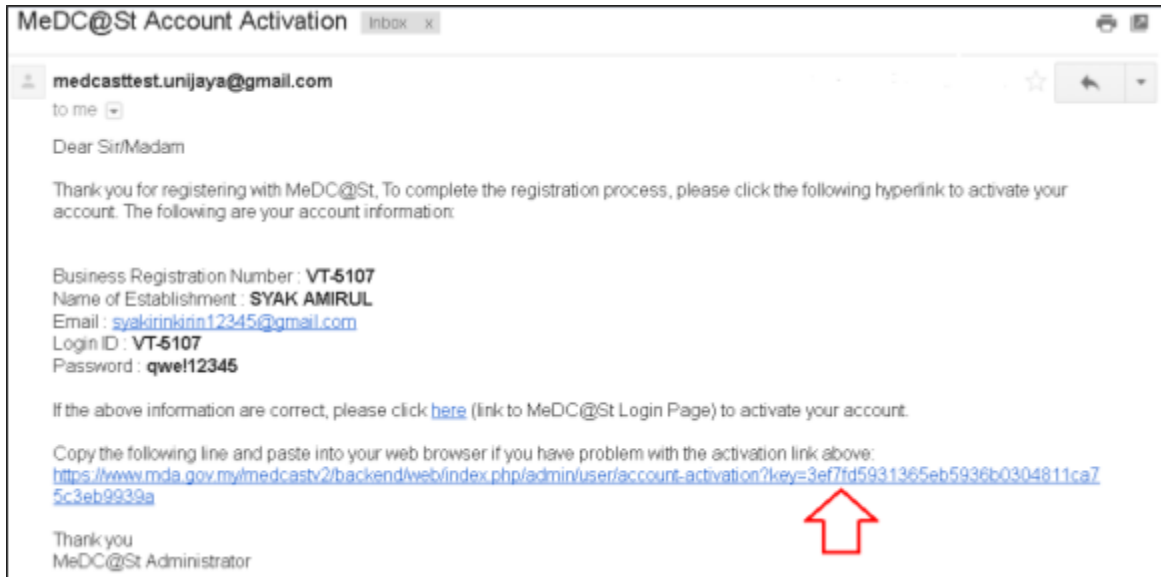 MeDC@St Account Activation Inbox x
medcasttest.unijaya@gmail.com
to me
Dear Sir/Madam
Thank you for registering with MeDC@St, To complete the registration process, please click the following hyperlink to activate your
account. The following are your account information:
Business Registration Number : VT-5107
Name of Establishment : SYAK AMIRUL
Email : syakirinkirin12345@gmail.com
Login ID : VT-5107
Password : qwe!12345
If the above information are correct, please click here (link to MeDC@St Login Page) to activate your account.
Copy the following line and paste into your web browser if you have problem with the activation link above:
https://www.mda.gov.my/medcastv2/backend/web/index.php/admin/user/account-activation?key=3ef7fd5931365eb5936b0304811ca7
5c3eb9939a
Thank you
MeDC@St Administrator